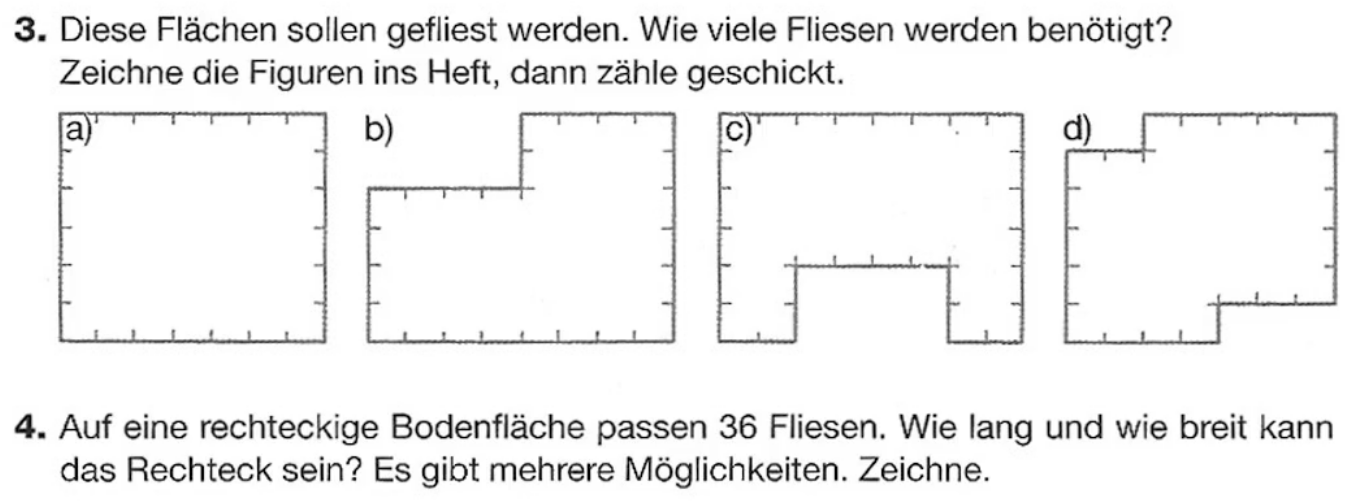 3. Diese Flächen sollen gefliest werden. Wie viele Fliesen werden benötigt?
Zeichne die Figuren ins Heft, dann zähle geschickt.
a) b) c) d)
4. Auf eine rechteckige Bodenfläche passen 36 Fliesen. Wie lang und wie breit kann
das Rechteck sein? Es gibt mehrere Möglichkeiten. Zeichne.